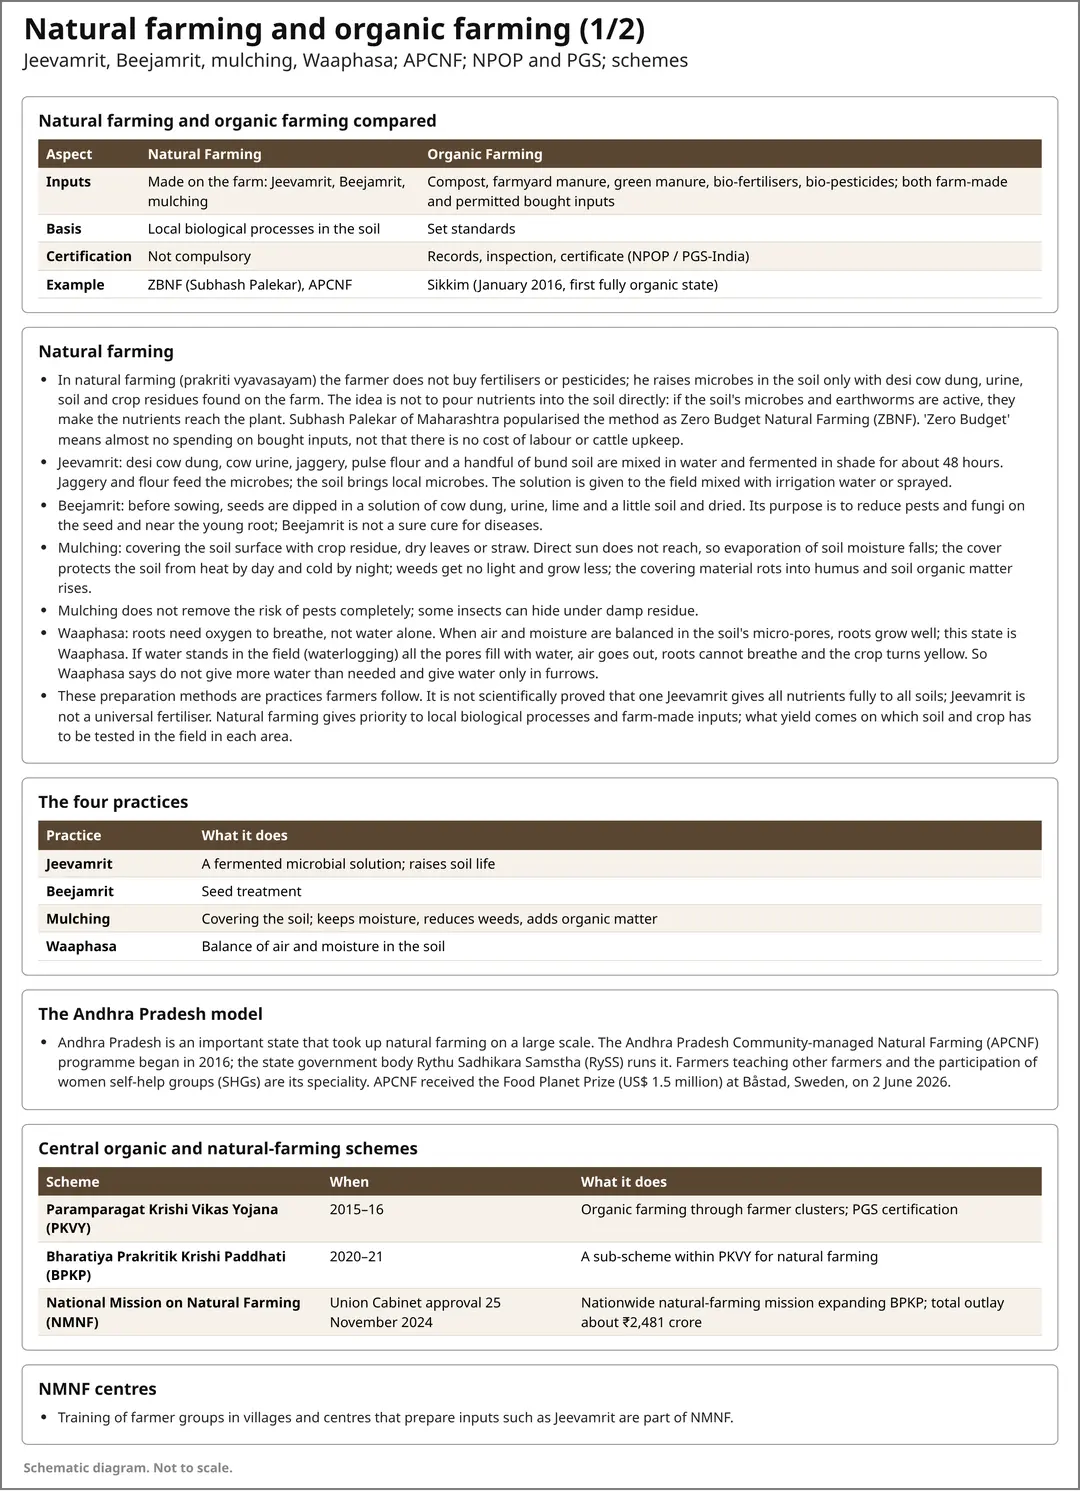 Natural farming and organic farming (1/2)
Jeevamrit, Beejamrit, mulching, Waaphasa; APCNF; NPOP and PGS; schemes
Natural farming and organic farming compared
Aspect Natural Farming Organic Farming
Inputs Made on the farm: Jeevamrit, Beejamrit, mulching Compost, farmyard manure, green manure, bio-fertilisers, bio-pesticides; both farm-made and permitted bought inputs
Basis Local biological processes in the soil Set standards
Certification Not compulsory Records, inspection, certificate (NPOP / PGS-India)
Example ZBNF (Subhash Palekar), APCNF Sikkim (January 2016, first fully organic state)
Natural farming
• In natural farming (prakriti vyavasayam) the farmer does not buy fertilisers or pesticides; he raises microbes in the soil only with desi cow dung, urine,
soil and crop residues found on the farm. The idea is not to pour nutrients into the soil directly: if the soil's microbes and earthworms are active, they
make the nutrients reach the plant. Subhash Palekar of Maharashtra popularised the method as Zero Budget Natural Farming (ZBNF). 'Zero Budget'
means almost no spending on bought inputs, not that there is no cost of labour or cattle upkeep.
• Jeevamrit: desi cow dung, cow urine, jaggery, pulse flour and a handful of bund soil are mixed in water and fermented in shade for about 48 hours.
Jaggery and flour feed the microbes; the soil brings local microbes. The solution is given to the field mixed with irrigation water or sprayed.
• Beejamrit: before sowing, seeds are dipped in a solution of cow dung, urine, lime and a little soil and dried. Its purpose is to reduce pests and fungi on
the seed and near the young root; Beejamrit is not a sure cure for diseases.
• Mulching: covering the soil surface with crop residue, dry leaves or straw. Direct sun does not reach, so evaporation of soil moisture falls; the cover
protects the soil from heat by day and cold by night; weeds get no light and grow less; the covering material rots into humus and soil organic matter
rises.
• Mulching does not remove the risk of pests completely; some insects can hide under damp residue.
• Waaphasa: roots need oxygen to breathe, not water alone. When air and moisture are balanced in the soil's micro-pores, roots grow well; this state is
Waaphasa. If water stands in the field (waterlogging) all the pores fill with water, air goes out, roots cannot breathe and the crop turns yellow. So
Waaphasa says do not give more water than needed and give water only in furrows.
• These preparation methods are practices farmers follow. It is not scientifically proved that one Jeevamrit gives all nutrients fully to all soils; Jeevamrit is
not a universal fertiliser. Natural farming gives priority to local biological processes and farm-made inputs; what yield comes on which soil and crop has
to be tested in the field in each area.
The four practices
Practice What it does
Jeevamrit A fermented microbial solution; raises soil life
Beejamrit Seed treatment
Mulching Covering the soil; keeps moisture, reduces weeds, adds organic matter
Waaphasa Balance of air and moisture in the soil
The Andhra Pradesh model
• Andhra Pradesh is an important state that took up natural farming on a large scale. The Andhra Pradesh Community-managed Natural Farming (APCNF)
programme began in 2016; the state government body Rythu Sadhikara Samstha (RySS) runs it. Farmers teaching other farmers and the participation of
women self-help groups (SHGs) are its speciality. APCNF received the Food Planet Prize (US$ 1.5 million) at Båstad, Sweden, on 2 June 2026.
Central organic and natural-farming schemes
Scheme When What it does
Paramparagat Krishi Vikas Yojana (PKVY) 2015–16 Organic farming through farmer clusters; PGS certification
Bharatiya Prakritik Krishi Paddhati (BPKP) 2020–21 A sub-scheme within PKVY for natural farming
National Mission on Natural Farming (NMNF) Union Cabinet approval 25 November 2024 Nationwide natural-farming mission expanding BPKP; total outlay about ₹2,481 crore
NMNF centres
• Training of farmer groups in villages and centres that prepare inputs such as Jeevamrit are part of NMNF.
Schematic diagram. Not to scale.